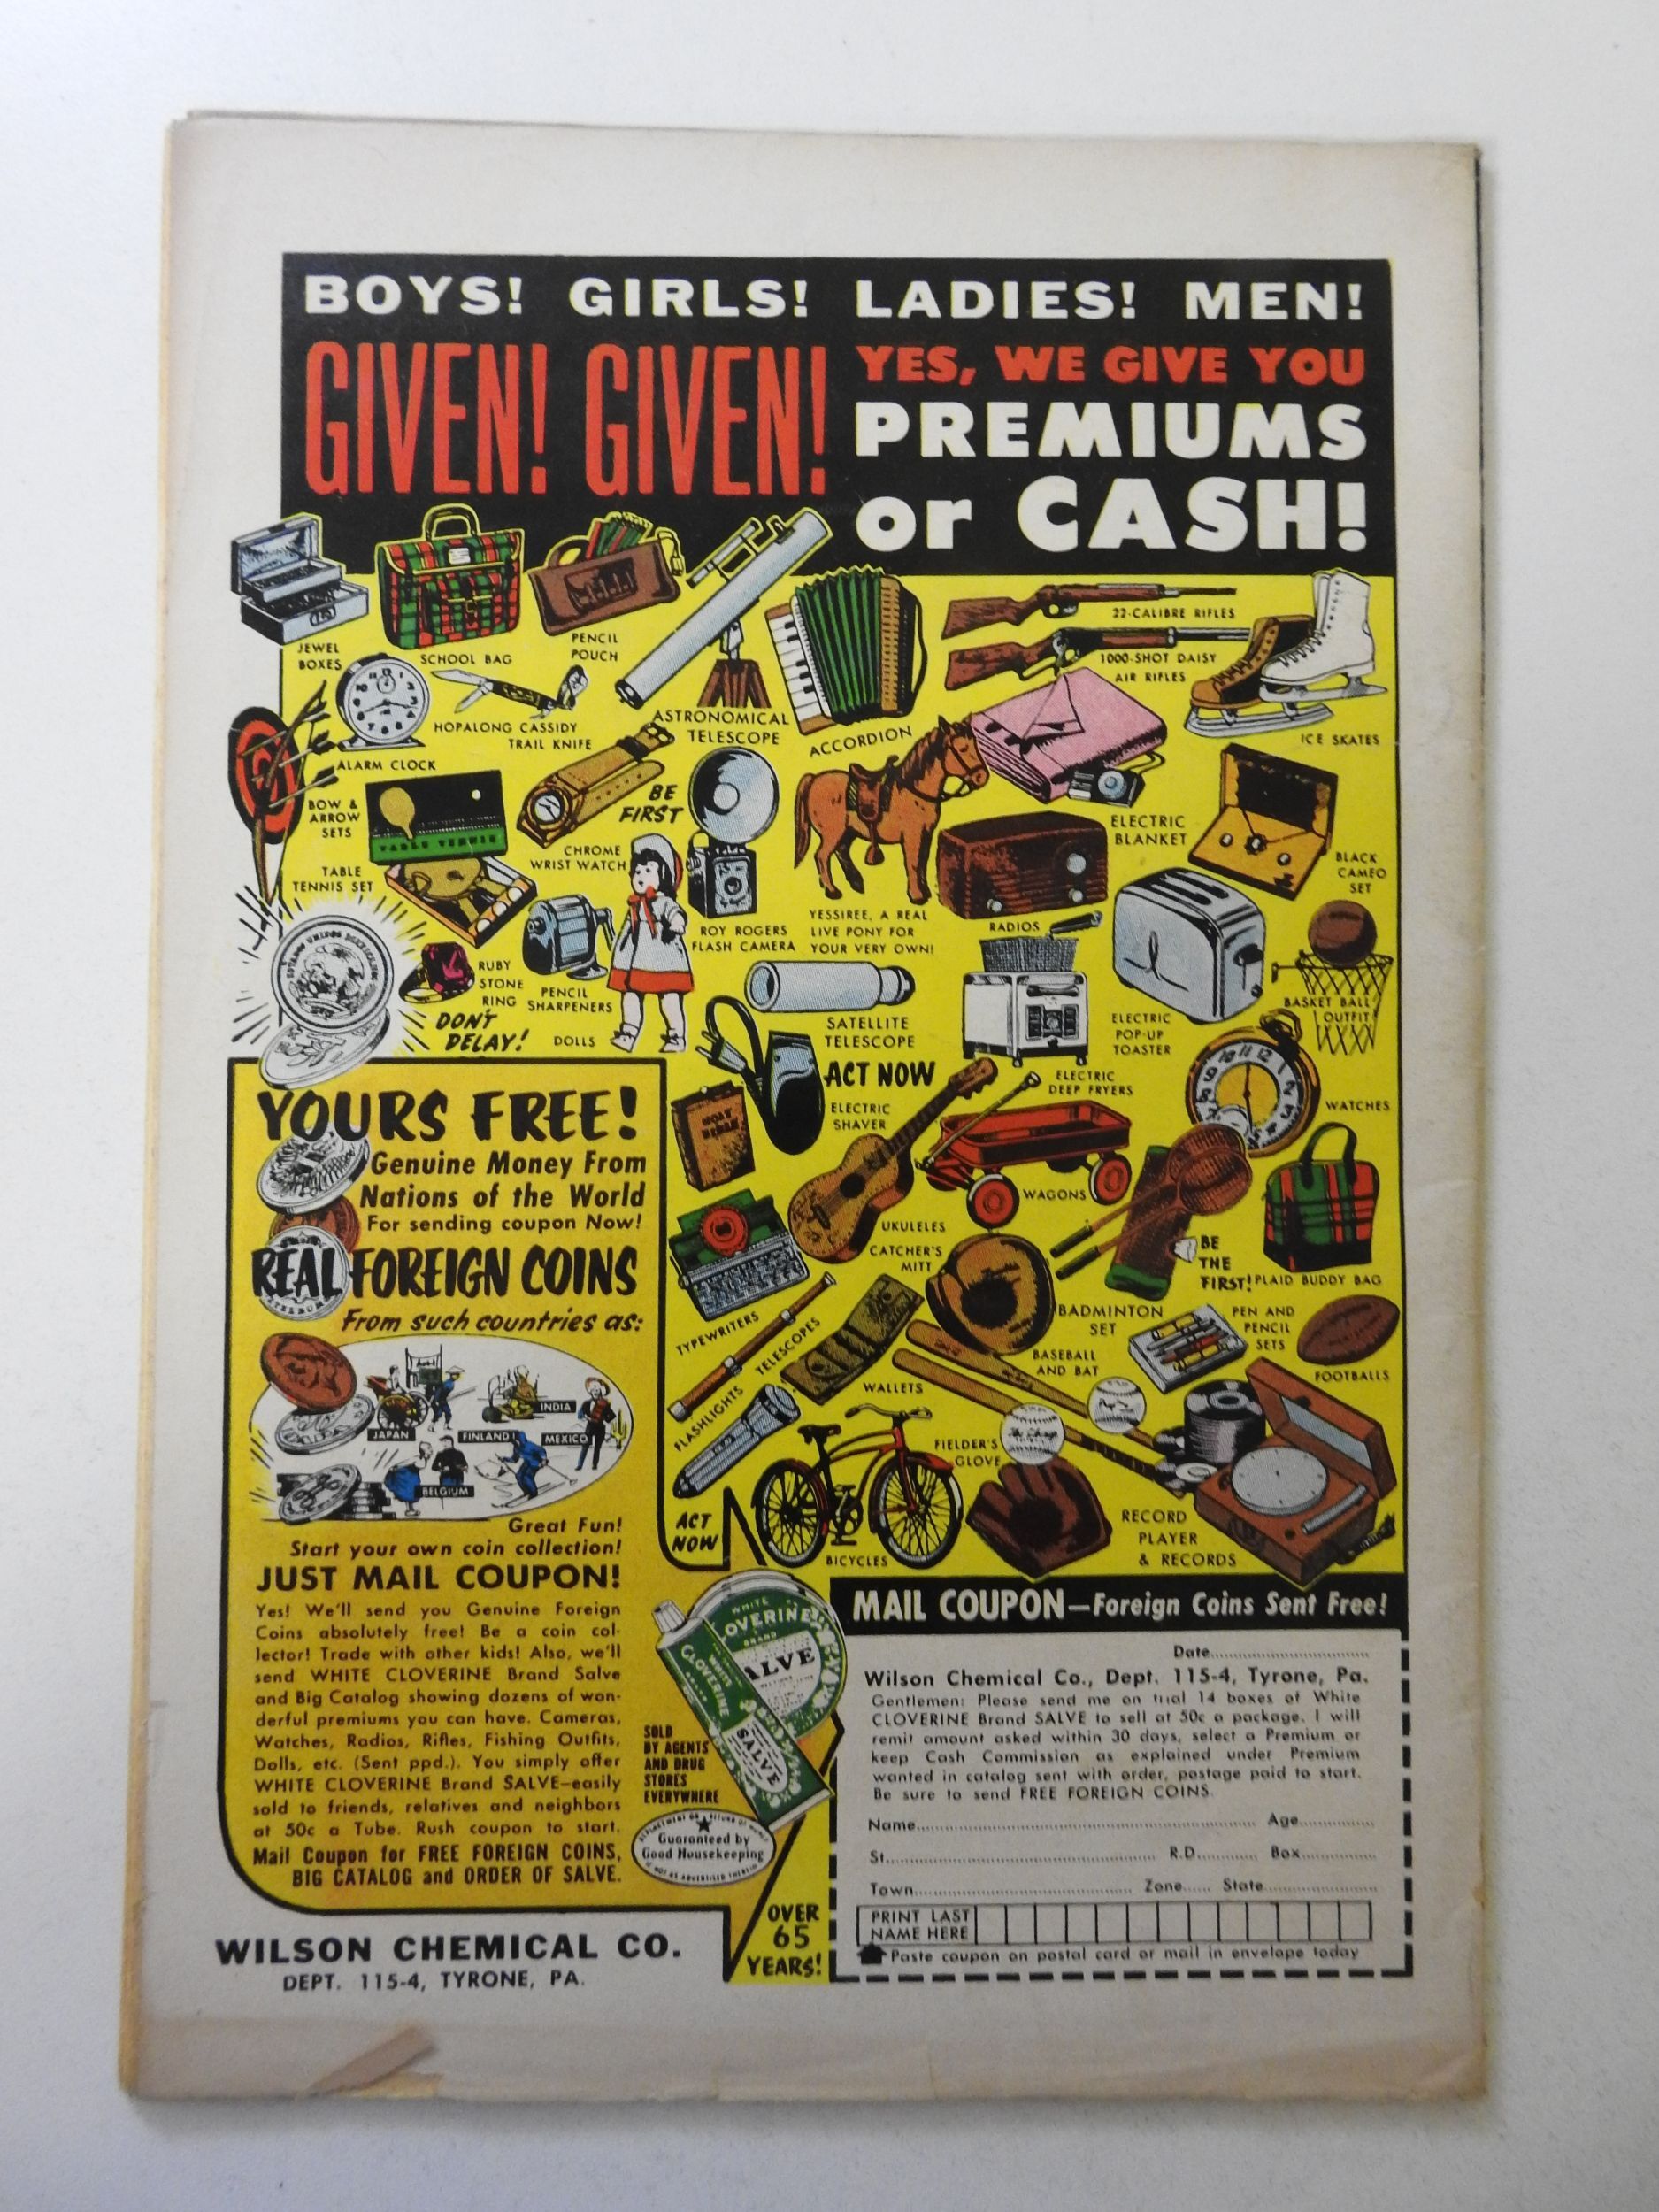 BOYS! GIRLS! LADIES! MEN!
GIVEN! GIVEN!
YES, WE GIVE YOU
PREMIUMS
or CASH!
JEWEL
BOXES
SCHOOL BAG
PENCIL
POUCH
22-CALIBRE RIFLES
1000-SHOT DAISY
AIR RIFLES
HOPALONG CASSIDY
TRAIL KNIFE
ASTRONOMICAL
TELESCOPE
ACCORDION
ICE SKATES
ALARM CLOCK
BOW &
ARROW
SETS
TABLE TENNIS
TABLE
TENNIS SET
CHROME
WRIST WATCH
BE
FIRST
ELECTRIC
BLANKET
BLACK
CAMEO
SET
ROY ROGERS
FLASH CAMERA
YESSIREE, A REAL
LIVE PONY FOR
YOUR VERY OWN!
RADIOS
RUBY
STONE
RING
PENCIL
SHARPENERS
DON'T
DELAY!
DOLLS
SATELLITE
TELESCOPE
ELECTRIC
POP-UP
TOASTER
BASKET BALL
OUTFIT
ACT NOW
ELECTRIC
DEEP FRYERS
HOLY
BIBLE
ELECTRIC
SHAVER
WATCHES
WAGONS
UKULELES
CATCHER'S
MITT
BE
THE
FIRST!
PLAID BUDDY BAG
TYPEWRITERS
TELESCOPES
BADMINTON
SET
PEN AND
PENCIL
SETS
BASEBALL
AND BAT
FOOTBALLS
WALLETS
FLASHLIGHTS
FIELDER'S
GLOVE
ACT
NOW
BICYCLES
RECORD
PLAYER
& RECORDS
YOURS FREE!
Genuine Money From
Nations of the World
For sending coupon Now!
REAL FOREIGN COINS
From such countries as:
JAPAN
FINLAND
INDIA
MEXICO
BELGIUM
Great Fun!
Start your own coin collection!
JUST MAIL COUPON!
Yes! We'll send you Genuine Foreign
Coins absolutely free! Be a coin col-
lector! Trade with other kids! Also, we'll
send WHITE CLOVERINE Brand Salve
and Big Catalog showing dozens of won-
derful premiums you can have. Cameras,
Watches, Radios, Rifles, Fishing Outfits,
Dolls, etc. (Sent ppd.). You simply offer
WHITE CLOVERINE Brand SALVE—easily
sold to friends, relatives and neighbors
at 50c a Tube. Rush coupon to start.
Mail Coupon for FREE FOREIGN COINS,
BIG CATALOG and ORDER OF SALVE.
WHITE
CLOVERINE
BRAND
SALVE
WHITE
CLOVERINE
SALVE
SOLD
BY AGENTS
AND DRUG
STORES
EVERYWHERE
Guaranteed by
Good Housekeeping
OVER
65
YEARS!
WILSON CHEMICAL CO.
DEPT. 115-4, TYRONE, PA.
MAIL COUPON—Foreign Coins Sent Free!
Date
Wilson Chemical Co., Dept. 115-4, Tyrone, Pa.
Gentlemen: Please send me on trial 14 boxes of White
CLOVERINE Brand SALVE to sell at 50c a package. I will
remit amount asked within 30 days, select a Premium or
keep Cash Commission as explained under Premium
wanted in catalog sent with order, postage paid to start.
Be sure to send FREE FOREIGN COINS.
Name Age
St. R.D. Box
Town Zone State
PRINT LAST
NAME HERE
Paste coupon on postal card or mail in envelope today